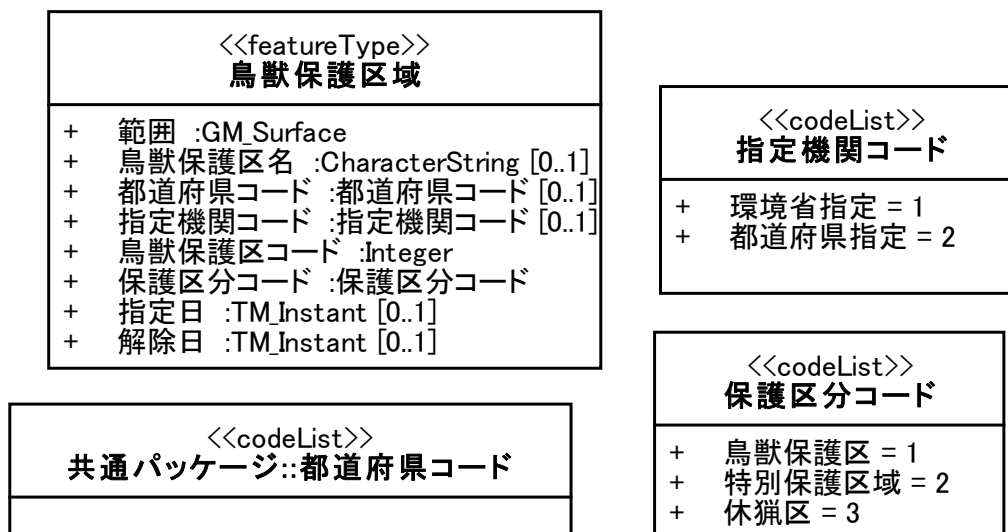 <<featureType>>
鳥獣保護区域
+ 範囲 :GM_Surface
+ 鳥獣保護区名 :CharacterString [0..1]
+ 都道府県コード :都道府県コード [0..1]
+ 指定機関コード :指定機関コード [0..1]
+ 鳥獣保護区コード :Integer
+ 保護区分コード :保護区分コード
+ 指定日 :TM_Instant [0..1]
+ 解除日 :TM_Instant [0..1]
<<codeList>>
指定機関コード
+ 環境省指定 = 1
+ 都道府県指定 = 2
<<codeList>>
保護区分コード
+ 鳥獣保護区 = 1
+ 特別保護区域 = 2
+ 休猟区 = 3
<<codeList>>
共通パッケージ::都道府県コード